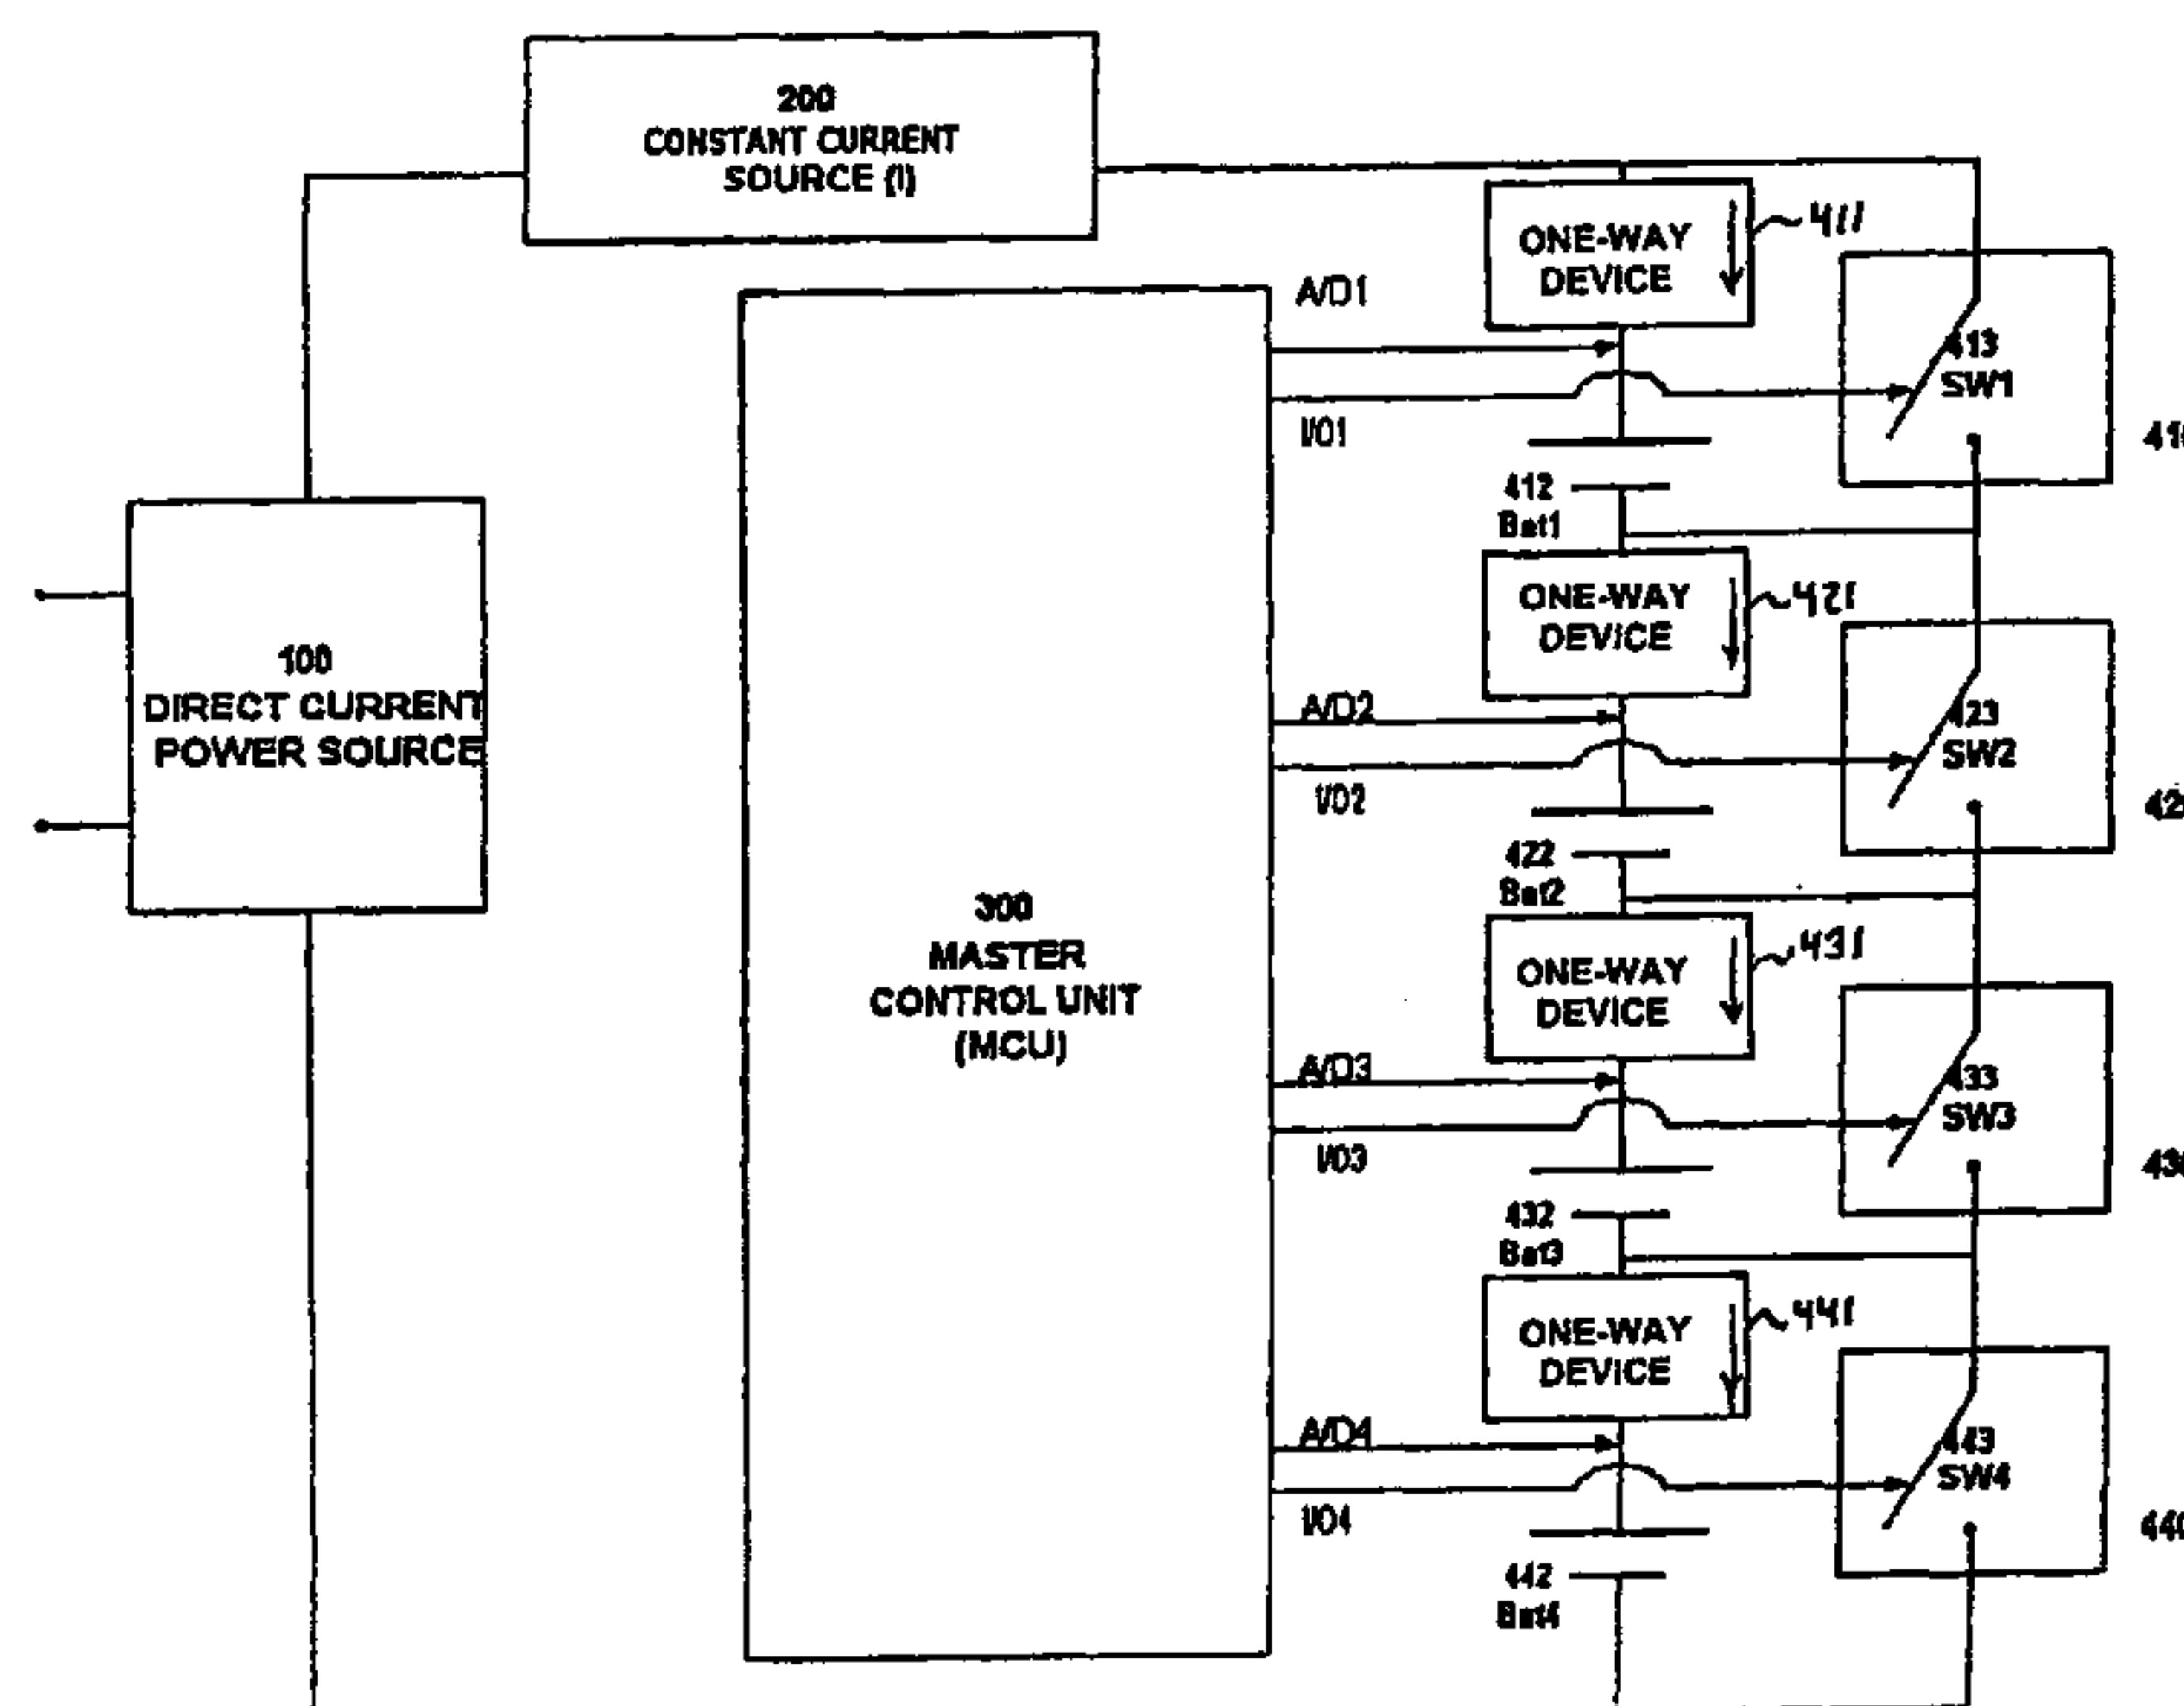 200
CONSTANT CURRENT
SOURCE (I)
ONE-WAY
DEVICE
411
A/D1
413
SW1
I/O1
412
Bat1
ONE-WAY
DEVICE
421
100
DIRECT CURRENT
POWER SOURCE
A/D2
423
SW2
I/O2
422
Bat2
300
MASTER
CONTROL UNIT
(MCU)
ONE-WAY
DEVICE
431
A/D3
433
SW3
I/O3
432
Bat3
ONE-WAY
DEVICE
441
A/D4
443
SW4
I/O4
440
442
Bat4